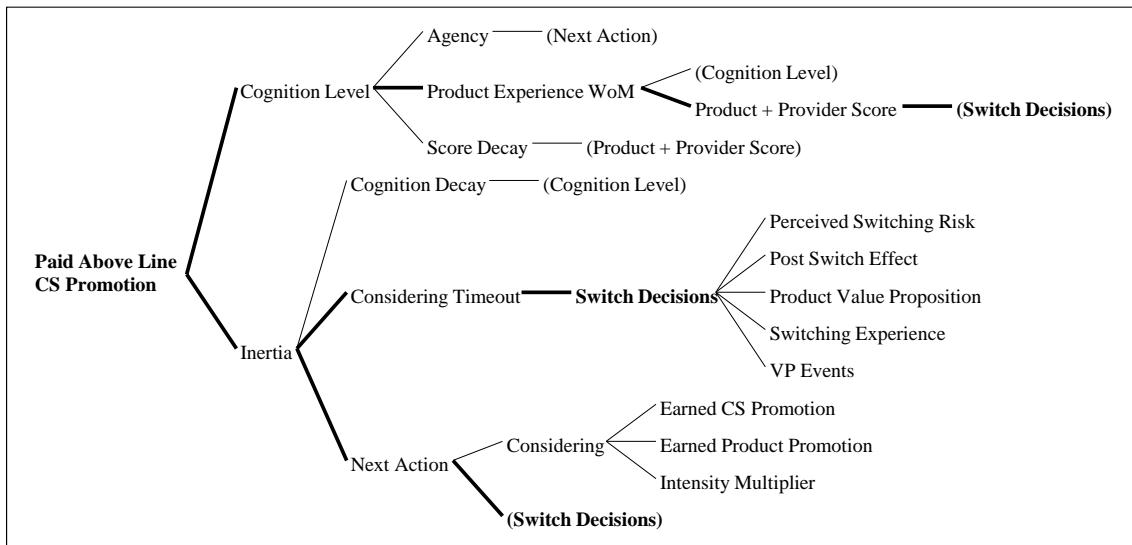 Agency
(Next Action)
Cognition Level
Product Experience WoM
(Cognition Level)
Product + Provider Score
(Switch Decisions)
Score Decay
(Product + Provider Score)
Cognition Decay
(Cognition Level)
Paid Above Line
CS Promotion
Considering Timeout
Switch Decisions
Perceived Switching Risk
Post Switch Effect
Product Value Proposition
Switching Experience
VP Events
Inertia
Next Action
Considering
Earned CS Promotion
Earned Product Promotion
Intensity Multiplier
(Switch Decisions)